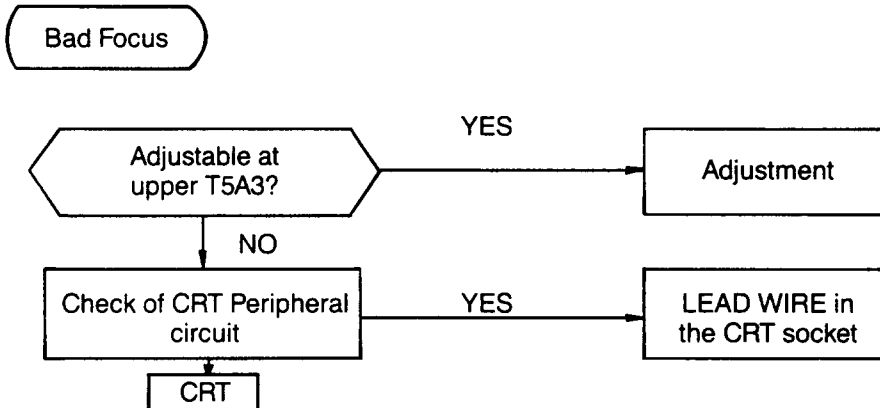 Bad Focus
YES
Adjustable at
upper T5A3?
Adjustment
NO
Check of CRT Peripheral
circuit
YES
LEAD WIRE in
the CRT socket
CRT